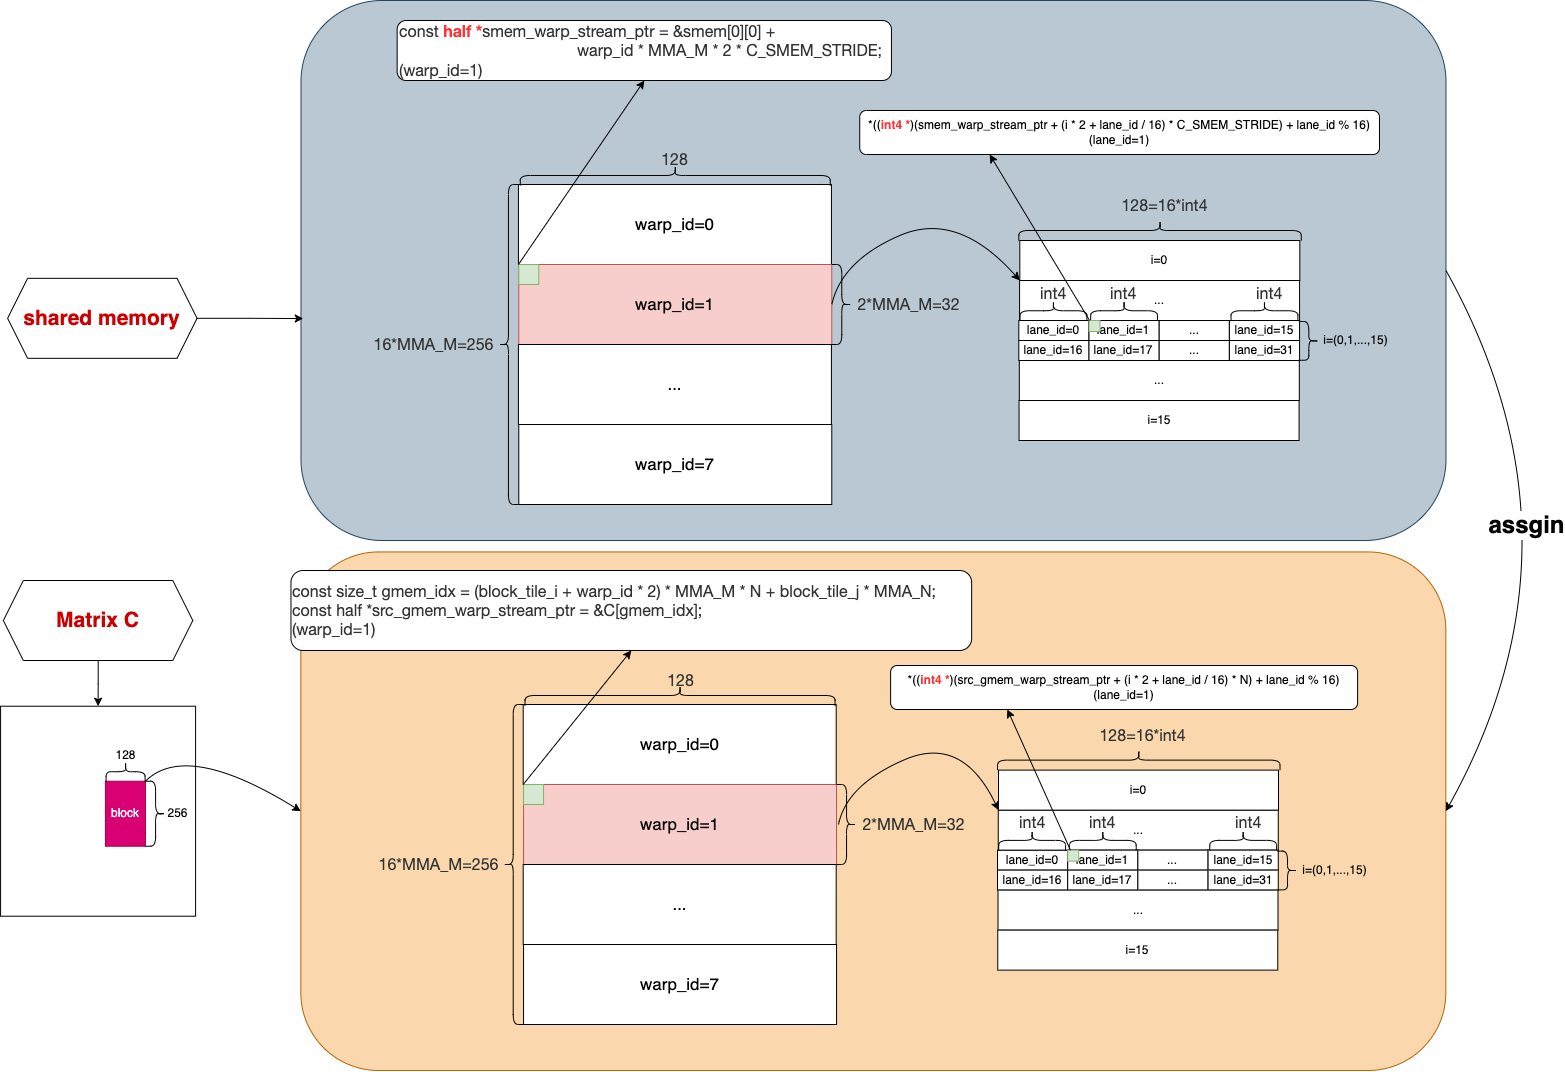 const half *smem_warp_stream_ptr = &smem[0][0] +
warp_id * MMA_M * 2 * C_SMEM_STRIDE;
(warp_id=1)
*((int4 *)(smem_warp_stream_ptr + (i * 2 + lane_id / 16) * C_SMEM_STRIDE) + lane_id % 16)
(lane_id=1)
128
128=16*int4
warp_id=0
i=0
shared memory
16*MMA_M=256
warp_id=1
2*MMA_M=32
int4
int4
...
int4
lane_id=0
lane_id=1
...
lane_id=15
lane_id=16
lane_id=17
...
lane_id=31
i=(0,1,...,15)
...
...
i=15
warp_id=7
assgin
const size_t gmem_idx = (block_tile_i + warp_id * 2) * MMA_M * N + block_tile_j * MMA_N;
const half *src_gmem_warp_stream_ptr = &C[gmem_idx];
(warp_id=1)
Matrix C
*((int4 *)(src_gmem_warp_stream_ptr + (i * 2 + lane_id / 16) * N) + lane_id % 16)
(lane_id=1)
128
128=16*int4
warp_id=0
128
block
256
i=0
16*MMA_M=256
warp_id=1
2*MMA_M=32
int4
int4
...
int4
lane_id=0
lane_id=1
...
lane_id=15
lane_id=16
lane_id=17
...
lane_id=31
i=(0,1,...,15)
...
...
i=15
warp_id=7